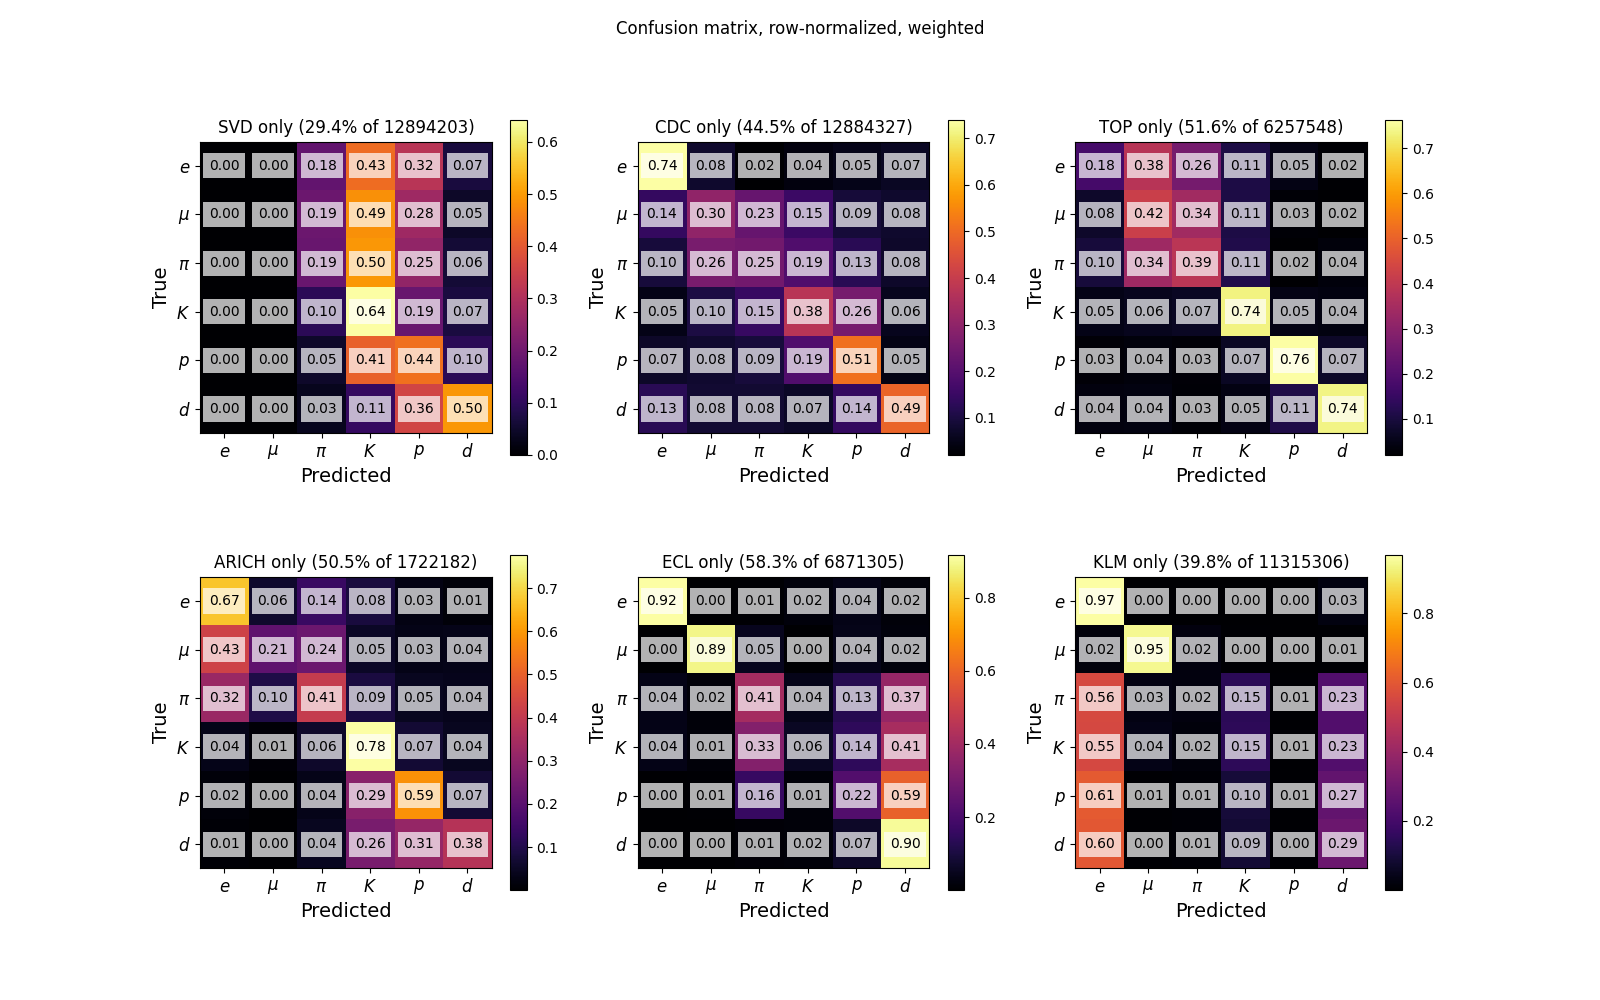 Confusion matrix, row-normalized, weighted
SVD only (29.4% of 12894203)
True
e 0.00 0.00 0.18 0.43 0.32 0.07
μ 0.00 0.00 0.19 0.49 0.28 0.05
π 0.00 0.00 0.19 0.50 0.25 0.06
K 0.00 0.00 0.10 0.64 0.19 0.07
p 0.00 0.00 0.05 0.41 0.44 0.10
d 0.00 0.00 0.03 0.11 0.36 0.50
e μ π K p d
Predicted
0.6
0.5
0.4
0.3
0.2
0.1
0.0
CDC only (44.5% of 12884327)
True
e 0.74 0.08 0.02 0.04 0.05 0.07
μ 0.14 0.30 0.23 0.15 0.09 0.08
π 0.10 0.26 0.25 0.19 0.13 0.08
K 0.05 0.10 0.15 0.38 0.26 0.06
p 0.07 0.08 0.09 0.19 0.51 0.05
d 0.13 0.08 0.08 0.07 0.14 0.49
e μ π K p d
Predicted
0.7
0.6
0.5
0.4
0.3
0.2
0.1
TOP only (51.6% of 6257548)
True
e 0.18 0.38 0.26 0.11 0.05 0.02
μ 0.08 0.42 0.34 0.11 0.03 0.02
π 0.10 0.34 0.39 0.11 0.02 0.04
K 0.05 0.06 0.07 0.74 0.05 0.04
p 0.03 0.04 0.03 0.07 0.76 0.07
d 0.04 0.04 0.03 0.05 0.11 0.74
e μ π K p d
Predicted
0.7
0.6
0.5
0.4
0.3
0.2
0.1
ARICH only (50.5% of 1722182)
True
e 0.67 0.06 0.14 0.08 0.03 0.01
μ 0.43 0.21 0.24 0.05 0.03 0.04
π 0.32 0.10 0.41 0.09 0.05 0.04
K 0.04 0.01 0.06 0.78 0.07 0.04
p 0.02 0.00 0.04 0.29 0.59 0.07
d 0.01 0.00 0.04 0.26 0.31 0.38
e μ π K p d
Predicted
0.7
0.6
0.5
0.4
0.3
0.2
0.1
ECL only (58.3% of 6871305)
True
e 0.92 0.00 0.01 0.02 0.04 0.02
μ 0.00 0.89 0.05 0.00 0.04 0.02
π 0.04 0.02 0.41 0.04 0.13 0.37
K 0.04 0.01 0.33 0.06 0.14 0.41
p 0.00 0.01 0.16 0.01 0.22 0.59
d 0.00 0.00 0.01 0.02 0.07 0.90
e μ π K p d
Predicted
0.8
0.6
0.4
0.2
KLM only (39.8% of 11315306)
True
e 0.97 0.00 0.00 0.00 0.00 0.03
μ 0.02 0.95 0.02 0.00 0.00 0.01
π 0.56 0.03 0.02 0.15 0.01 0.23
K 0.55 0.04 0.02 0.15 0.01 0.23
p 0.61 0.01 0.01 0.10 0.01 0.27
d 0.60 0.00 0.01 0.09 0.00 0.29
e μ π K p d
Predicted
0.8
0.6
0.4
0.2